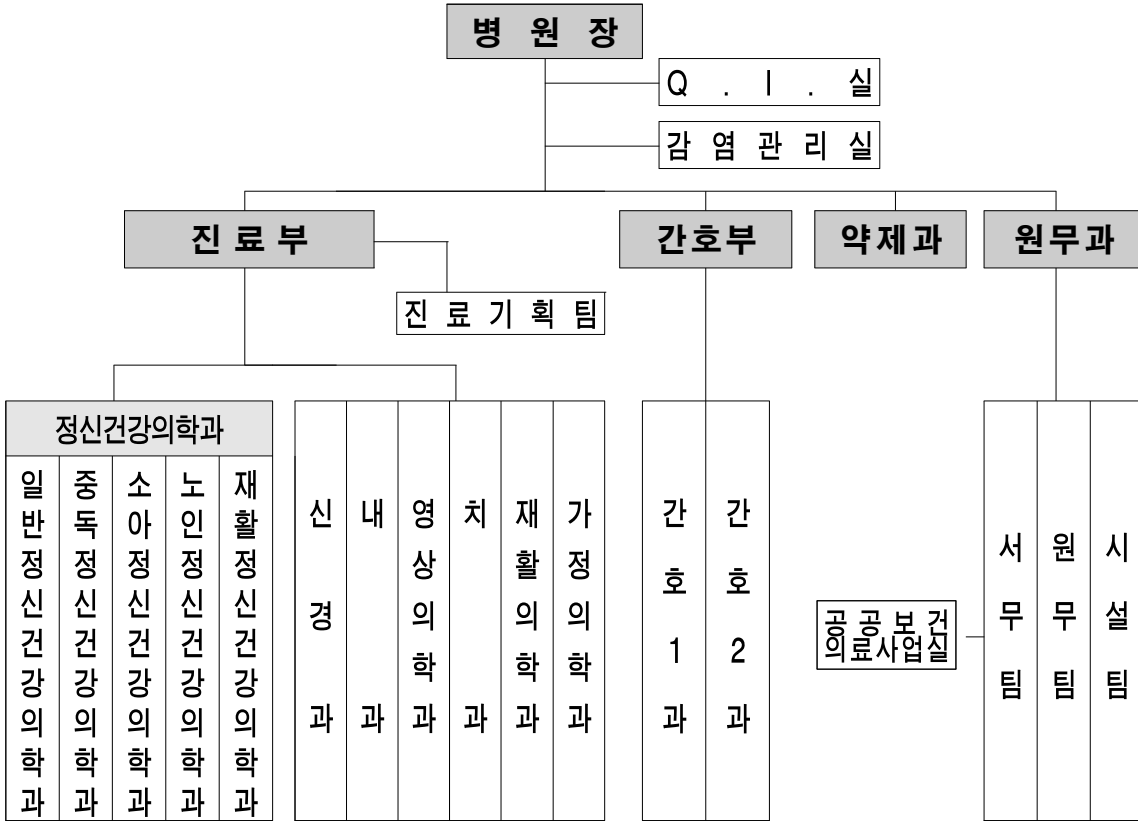 병 원 장
Q . I . 실
감 염 관 리 실
진 료 부
간호부
약제과
원무과
진 료 기 획 팀
정신건강의학과
일반정신건강의학과
중독정신건강의학과
소아정신건강의학과
노인정신건강의학과
재활정신건강의학과
신경과
내과
영상의학과
치과
재활의학과
가정의학과
간호1과
간호2과
공 공 보 건
의료사업실
서무팀
원무팀
시설팀